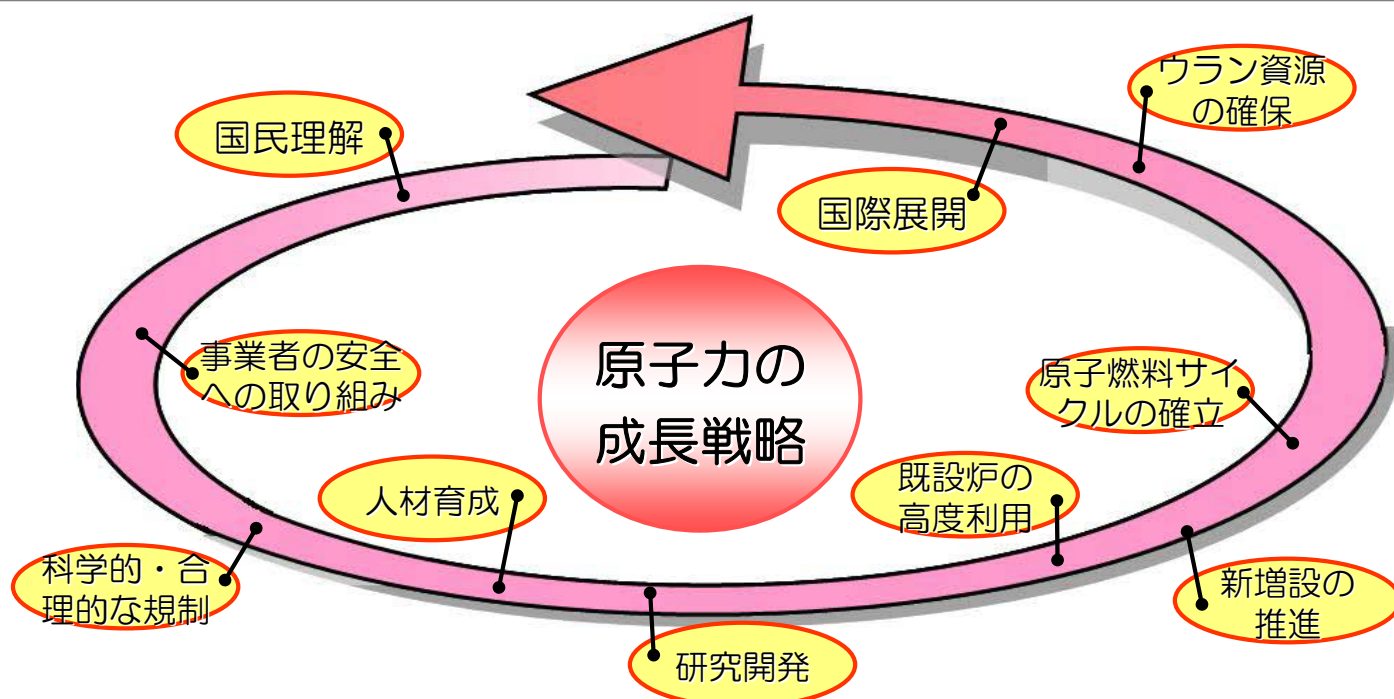 ウラン資源
の確保
国民理解
国際展開
原子力の
成長戦略
事業者の安全
への取り組み
原子燃料サイ
クルの確立
人材育成
既設炉の
高度利用
科学的・合
理的な規制
新増設の
推進
研究開発